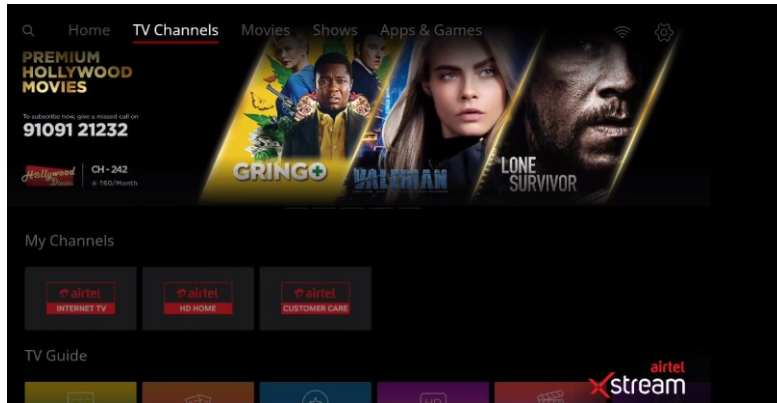 Home TV Channels Movies Shows Apps & Games
PREMIUM
HOLLYWOOD
MOVIES
To subscribe now, give a missed call on
91091 21232
Hollywood
CH - 242
@ ₹60/Month
GRINGO
VALERIAN
LONE
SURVIVOR
My Channels
airtel
INTERNET TV
airtel
HD HOME
airtel
CUSTOMER CARE
TV Guide
HD
airtel
Xstream